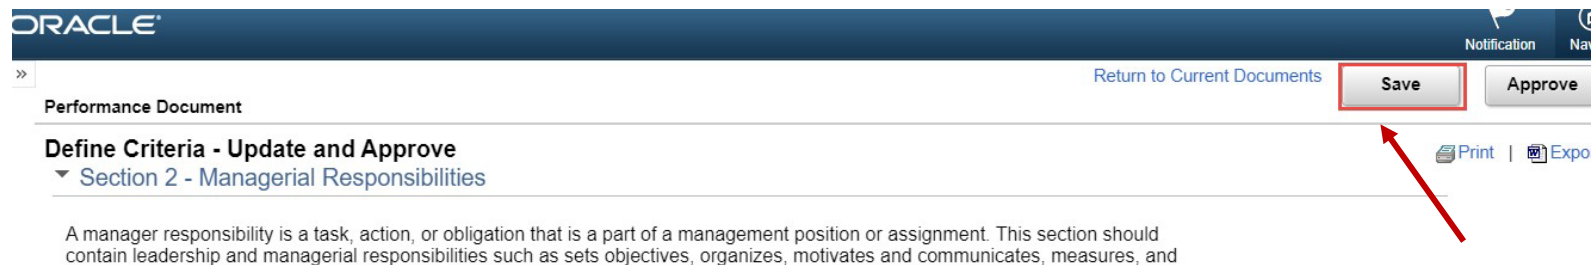 ORACLE
Notification
Return to Current Documents
Save
Approve
Performance Document
Define Criteria - Update and Approve
Print |
Section 2 - Managerial Responsibilities
A manager responsibility is a task, action, or obligation that is a part of a management position or assignment. This section should
contain leadership and managerial responsibilities such as sets objectives, organizes, motivates and communicates, measures, and